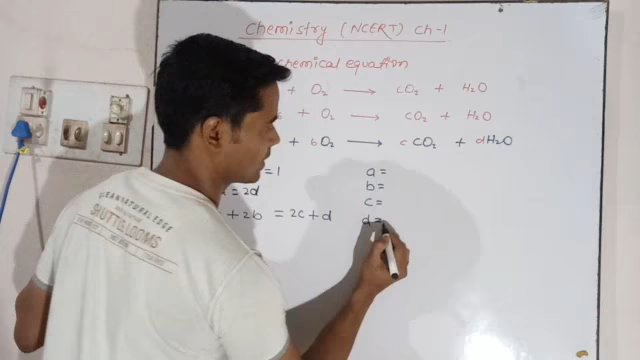 Chemistry (NCERT) Ch-1
chemical equation
+ O₂ → CO₂ + H₂O
+ O₂ → CO₂ + H₂O
+ bO₂ → cCO₂ + dH₂O
= 1
= 2d
+ 2b = 2c + d
a =
b =
c =
d =